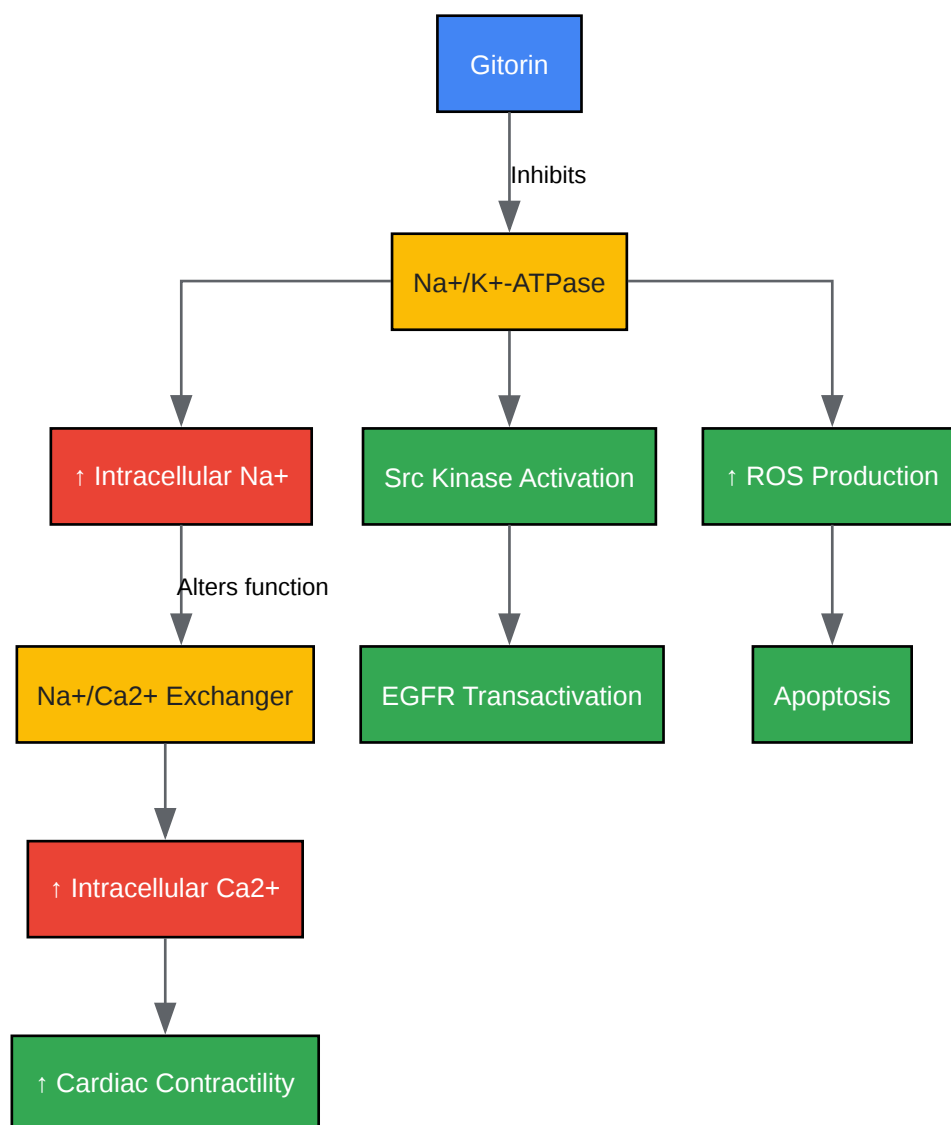 Gitorin
Inhibits
Na+/K+-ATPase
↑ Intracellular Na+
Src Kinase Activation
↑ ROS Production
Alters function
Na+/Ca2+ Exchanger
EGFR Transactivation
Apoptosis
↑ Intracellular Ca2+
↑ Cardiac Contractility